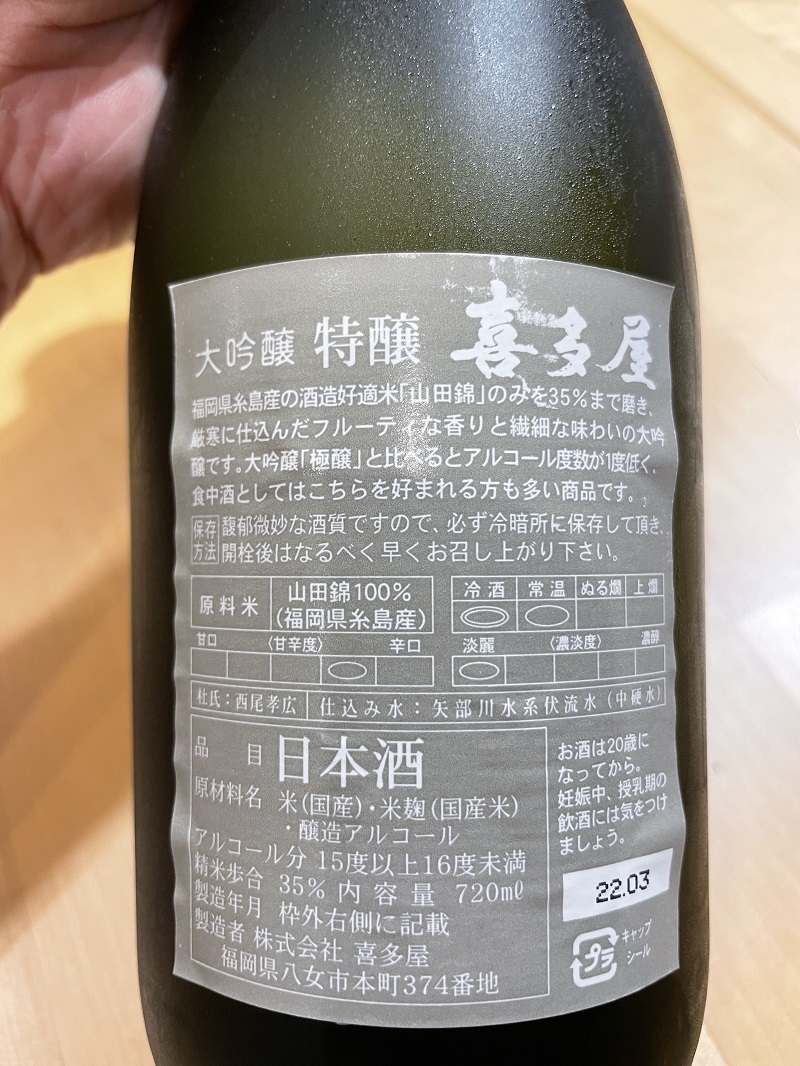 大吟醸 特醸 喜多屋
福岡県糸島産の酒造好適米「山田錦」のみを35%まで磨き、
厳寒に仕込んだフルーティな香りと繊細な味わいの大吟
醸です。大吟醸「極醸」と比べるとアルコール度数が1度低く、
食中酒としてはこちらを好まれる方も多い商品です。
保存方法
馥郁微妙な酒質ですので、必ず冷暗所に保存して頂き、
開栓後はなるべく早くお召し上がり下さい。
原料米 山田錦100%
(福岡県糸島産)
冷酒 常温 ぬる燗 上燗
甘口 〈甘辛度〉 辛口
淡麗 〈濃淡度〉 濃醇
杜氏:西尾孝広 仕込み水:矢部川水系伏流水(中硬水)
品目 日本酒
原材料名 米(国産)・米麹(国産米)
・醸造アルコール
アルコール分 15度以上16度未満
精米歩合 35% 内容量 720mℓ
製造年月 枠外右側に記載
製造者 株式会社 喜多屋
福岡県八女市本町374番地
お酒は20歳に
なってから。
妊娠中、授乳期の
飲酒には気をつけ
ましょう。
22.03
プラ
キャップ
シール